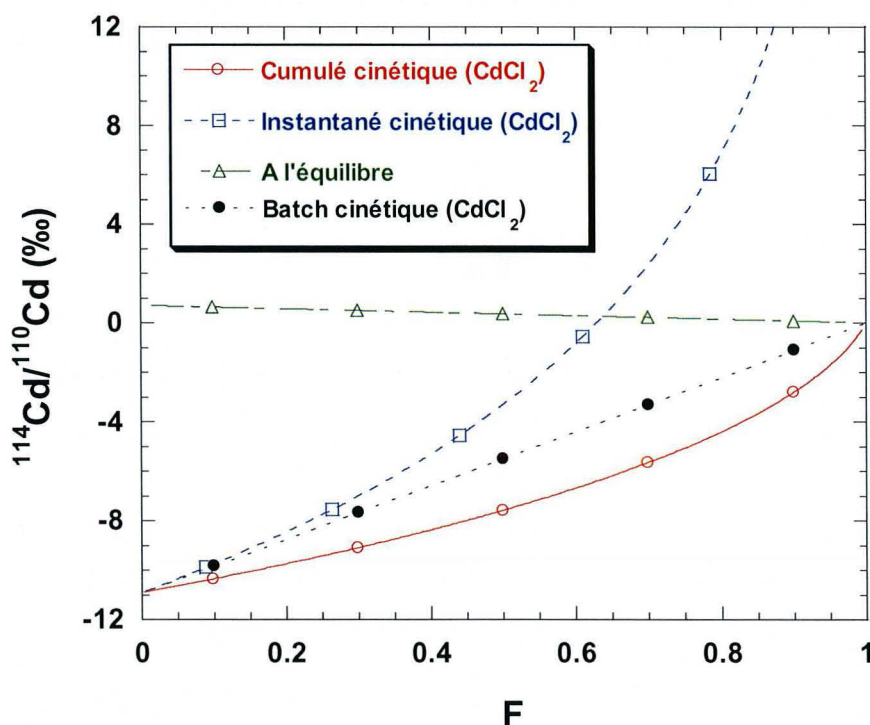 12
8
4
0
-4
-8
-12
¹¹⁴Cd/¹¹⁰Cd (‰)
Cumulé cinétique (CdCl₂)
Instantané cinétique (CdCl₂)
A l'équilibre
Batch cinétique (CdCl₂)
0
0.2
0.4
0.6
0.8
1
F